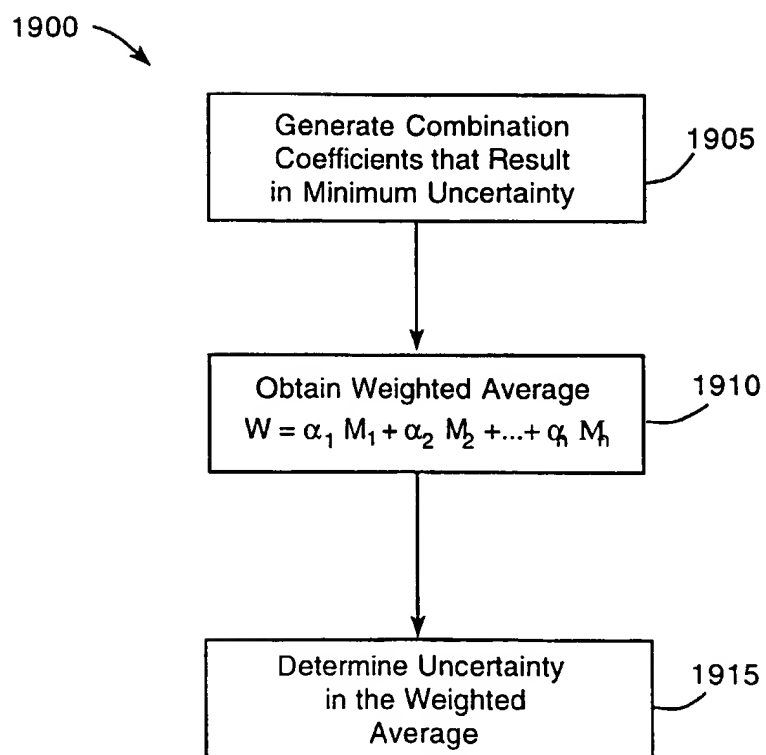 1900
Generate Combination
Coefficients that Result
in Minimum Uncertainty
1905
Obtain Weighted Average
W = α₁ M₁ + α₂ M₂ +...+ αₙ Mₙ
1910
Determine Uncertainty
in the Weighted
Average
1915